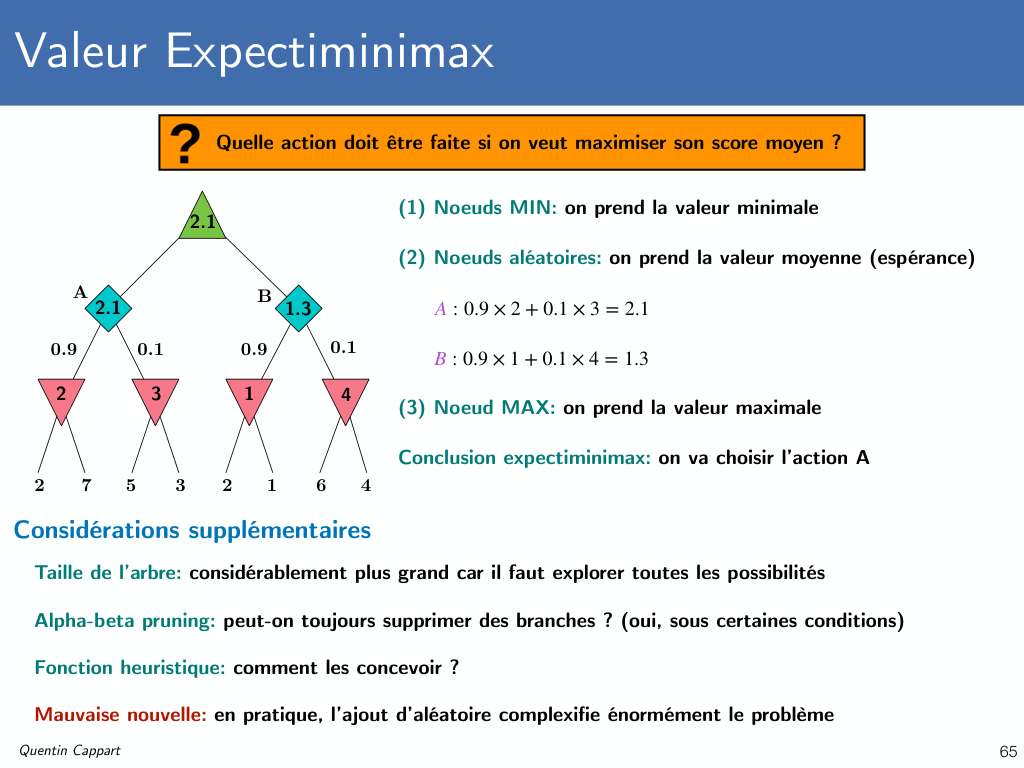 Valeur Expectiminimax
? Quelle action doit être faite si on veut maximiser son score moyen ?
2.1
A 2.1 B 1.3
0.9 0.1 0.9 0.1
2 3 1 4
2 7 5 3 2 1 6 4
(1) Noeuds MIN: on prend la valeur minimale
(2) Noeuds aléatoires: on prend la valeur moyenne (espérance)
A : 0.9 × 2 + 0.1 × 3 = 2.1
B : 0.9 × 1 + 0.1 × 4 = 1.3
(3) Noeud MAX: on prend la valeur maximale
Conclusion expectiminimax: on va choisir l'action A
Considérations supplémentaires
Taille de l'arbre: considérablement plus grand car il faut explorer toutes les possibilités
Alpha-beta pruning: peut-on toujours supprimer des branches ? (oui, sous certaines conditions)
Fonction heuristique: comment les concevoir ?
Mauvaise nouvelle: en pratique, l'ajout d'aléatoire complexifie énormément le problème
Quentin Cappart
65